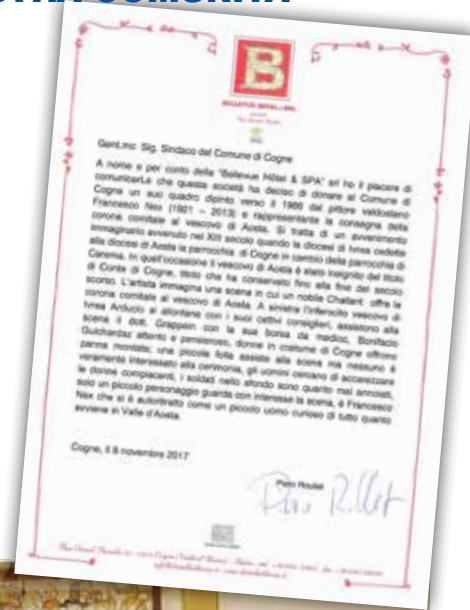 STRA COMUNITÀ
B
BELLEVUE HOTEL & SPA
Gent.mo Sig. Sindaco del Comune di Cogne
A nome e per conto della "Bellevue Hôtel & SPA" srl ho il piacere di
comunicarLe che questa società ha deciso di donare al Comune di
Cogne un suo quadro dipinto verso il 1986 dal pittore valdostano
Francesco Nex (1921 – 2013) e rappresentante la consegna della
corona comitale al vescovo di Aosta. Si tratta di un avvenimento
immaginario avvenuto nel XIII secolo quando la diocesi di Ivrea cedette
alla diocesi di Aosta la parrocchia di Cogne in cambio della parrocchia di
Carema. In quell'occasione il vescovo di Aosta è stato insignito del titolo
di Conte di Cogne, titolo che ha conservato fino alla fine del secolo
scorso. L'artista immagina una scena in cui un nobile Challant offre la
corona comitale al vescovo di Aosta. A sinistra l'inferocito vescovo di
Ivrea Arducio si allontana con i suoi cattivi consiglieri, assistono alla
scena il dott. Grappein con la sua borsa da medico, Bonifacio
Guichardaz attento e pensieroso, donne in costume di Cogne offrono
panna montata; una piccola folla assiste alla scena ma nessuno è
veramente interessato alla cerimonia, gli uomini cercano di accarezzare
le donne compiacenti, i soldati nello sfondo sono quanto mai annoiati,
solo un piccolo personaggio guarda con interesse la scena, è Francesco
Nex che si è autoritratto come un piccolo uomo curioso di tutto quanto
avviene in Valle d'Aosta.
Cogne, il 8 novembre 2017
Piero Roullet